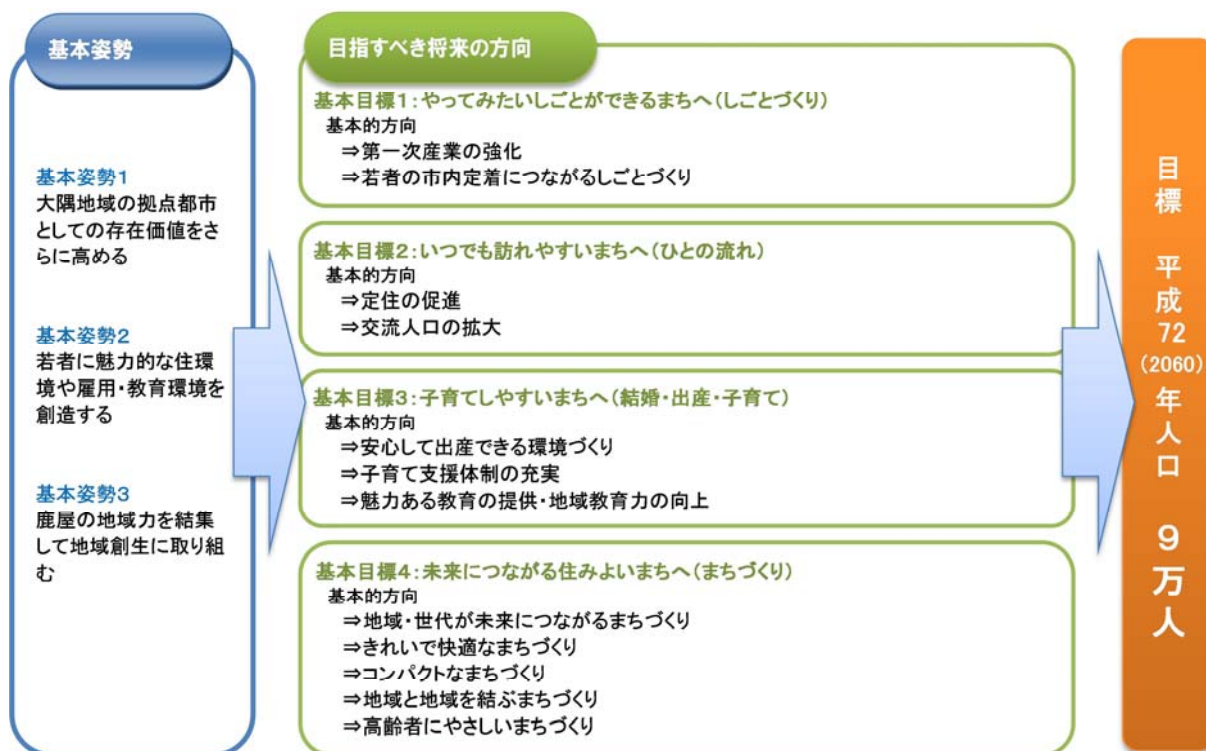 基本姿勢
基本姿勢1
大隅地域の拠点都市
としての存在価値をさ
らに高める
基本姿勢2
若者に魅力的な住環
境や雇用・教育環境を
創造する
基本姿勢3
鹿屋の地域力を結集
して地域創生に取り組
む
目指すべき将来の方向
基本目標1：やってみたいしごとができるまちへ（しごとづくり）
基本的方向
⇒第一次産業の強化
⇒若者の市内定着につながるしごとづくり
基本目標2：いつでも訪れやすいまちへ（ひとの流れ）
基本的方向
⇒定住の促進
⇒交流人口の拡大
基本目標3：子育てしやすいまちへ（結婚・出産・子育て）
基本的方向
⇒安心して出産できる環境づくり
⇒子育て支援体制の充実
⇒魅力ある教育の提供・地域教育力の向上
基本目標4：未来につながる住みよいまちへ（まちづくり）
基本的方向
⇒地域・世代が未来につながるまちづくり
⇒きれいで快適なまちづくり
⇒コンパクトなまちづくり
⇒地域と地域を結ぶまちづくり
⇒高齢者にやさしいまちづくり
目標　平成72（2060）年人口　９万人